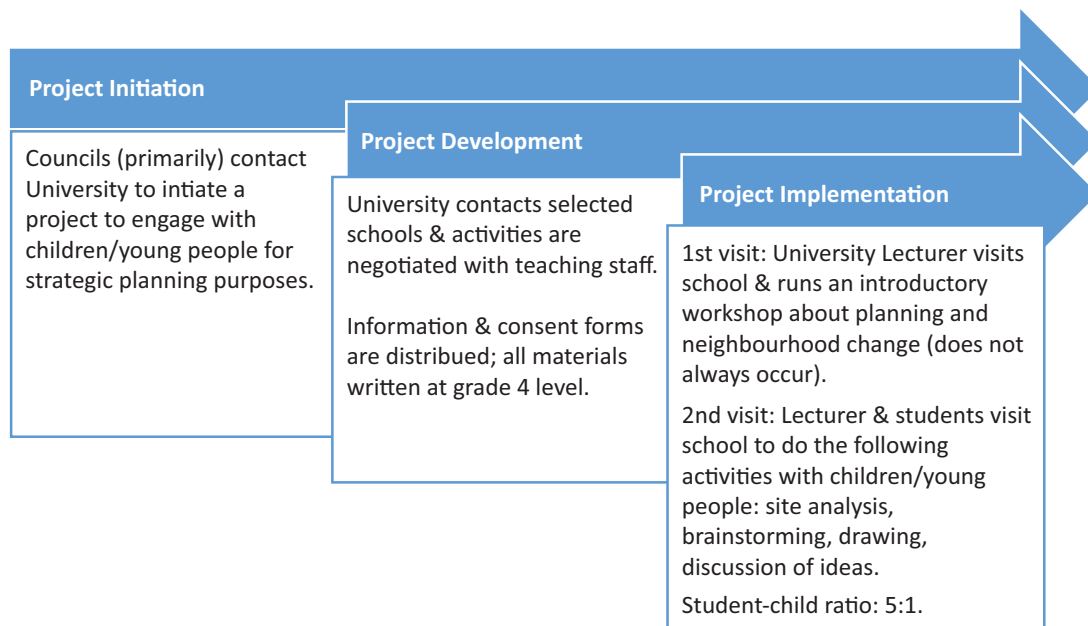 Project Initiation
Councils (primarily) contact
University to intiate a
project to engage with
children/young people for
strategic planning purposes.
Project Development
University contacts selected
schools & activities are
negotiated with teaching staff.
Information & consent forms
are distribued; all materials
written at grade 4 level.
Project Implementation
1st visit: University Lecturer visits
school & runs an introductory
workshop about planning and
neighbourhood change (does not
always occur).
2nd visit: Lecturer & students visit
school to do the following
activities with children/young
people: site analysis,
brainstorming, drawing,
discussion of ideas.
Student-child ratio: 5:1.